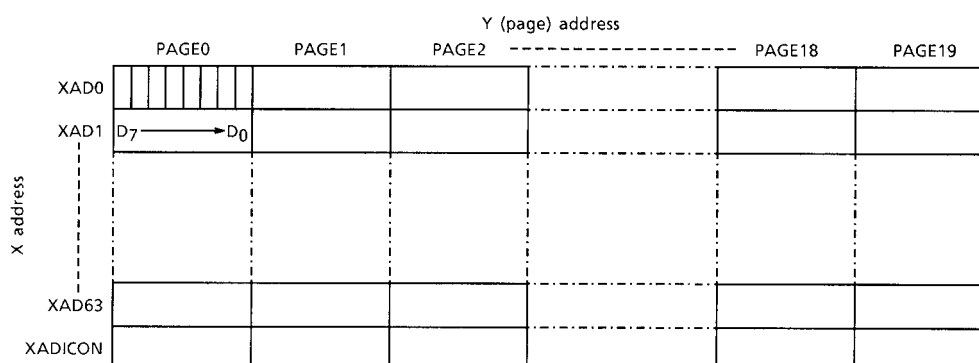 Y (page) address
PAGE0 PAGE1 PAGE2 PAGE18 PAGE19
XAD0
XAD1 D7 D0
X address
XAD63
XADICON